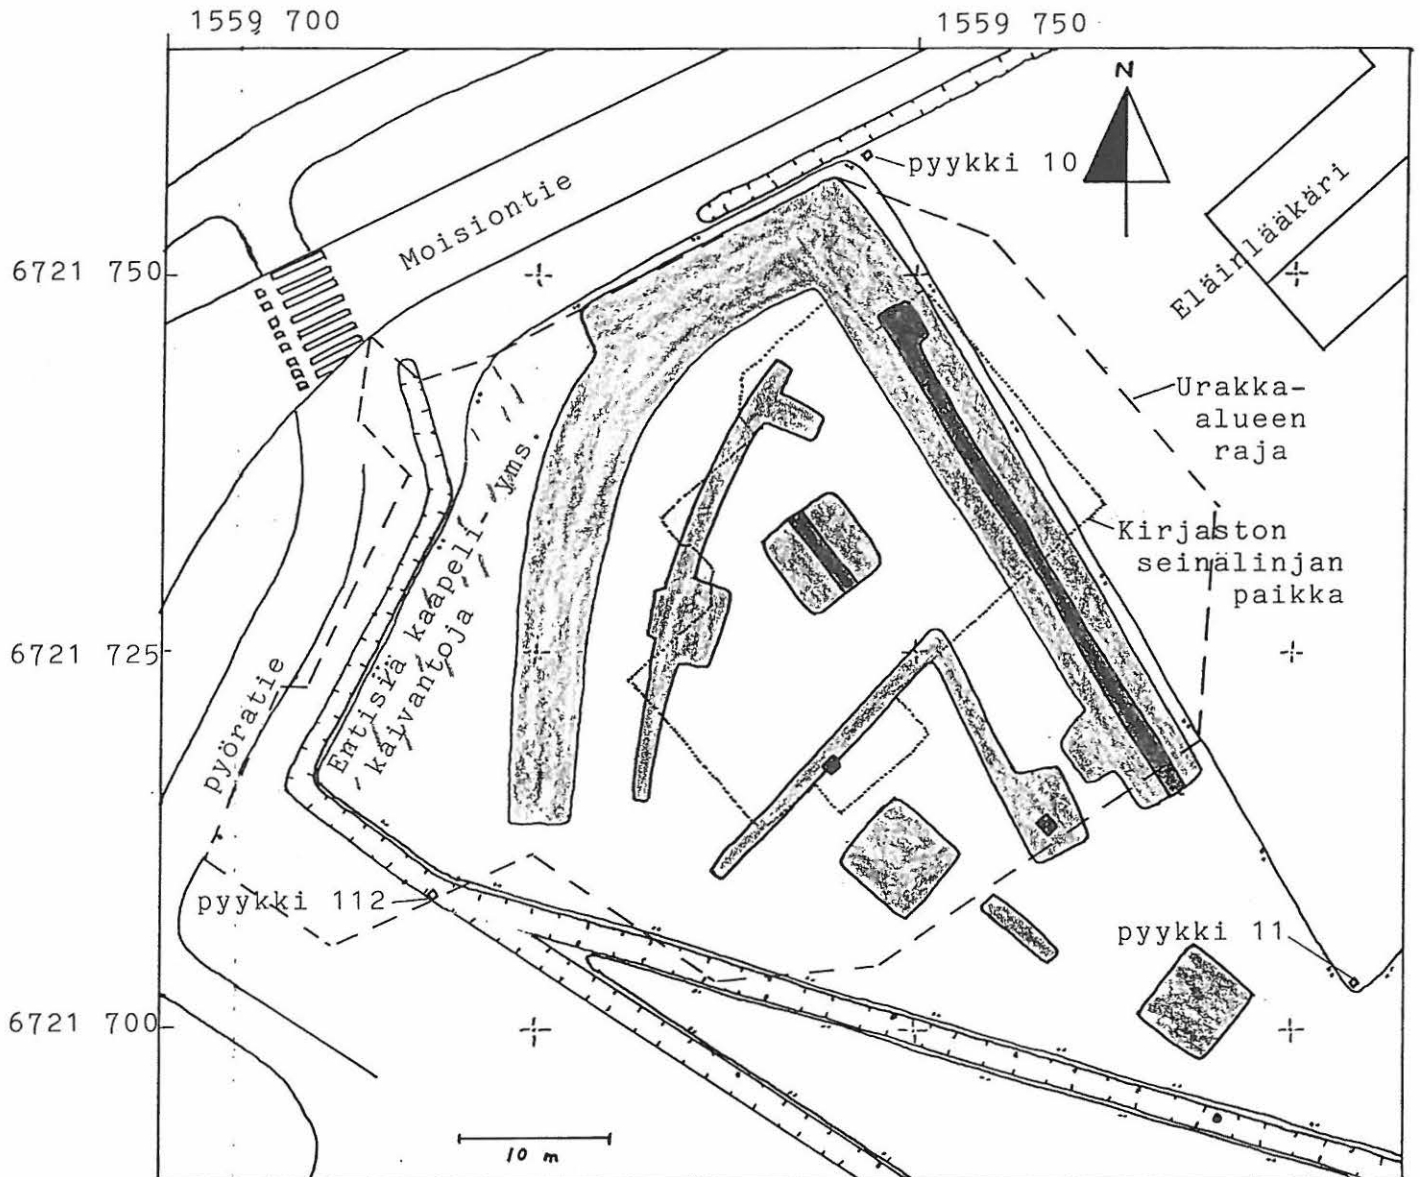 1559 700
1559 750
N
pyykki 10
Moisiontie
Eläinlääkäri
6721 750
Urakka-
alueen
raja
Entisiä kaapeli- yms.
kaivantoja
Kirjaston
seinälinjan
paikka
6721 725
pyörätie
pyykki 112
pyykki 11
6721 700
10 m